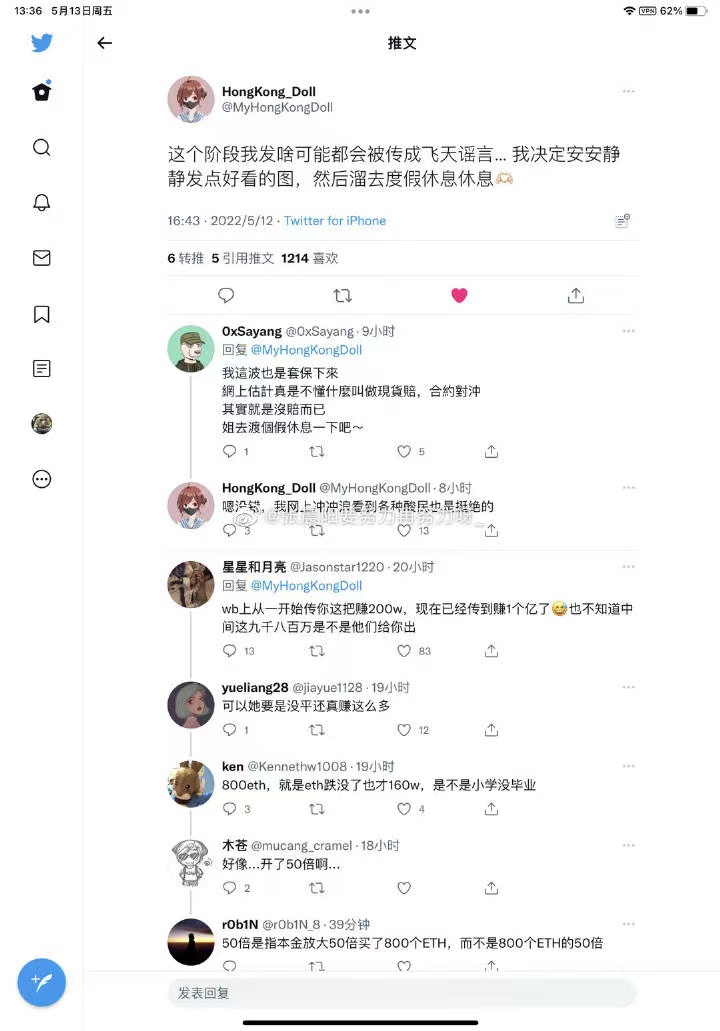 13:36 5月13日周五
VPN 62%
推文
HongKong_Doll
@MyHongKongDoll
这个阶段我发啥可能都会被传成飞天谣言... 我决定安安静
静发点好看的图，然后溜去度假休息休息🫶🏻
16:43 · 2022/5/12 · Twitter for iPhone
6 转推 5 引用推文 1214 喜欢
0xSayang @0xSayang · 9小时
回复 @MyHongKongDoll
我這波也是套保下來
網上估計真是不懂什麼叫做現貨賠，合約對沖
其實就是沒賠而已
姐去渡個假休息一下吧～
1 5
HongKong_Doll @MyHongKongDoll · 8小时
嗯没错，我网上冲冲浪看到各种酸民也是挺绝的
@张晨阳要努力再努力呀_
3 13
星星和月亮 @Jasonstar1220 · 20小时
回复 @MyHongKongDoll
wb上从一开始传你这把赚200w，现在已经传到赚1个亿了😅也不知道中
间这九千八百万是不是他们给你出
13 83
yueliang28 @jiayue1128 · 19小时
可以她要是没平还真赚这么多
1 12
ken @Kennethw1008 · 19小时
800eth，就是eth跌没了也才160w，是不是小学没毕业
3 4
木苍 @mucang_cramel · 18小时
好像...开了50倍啊...
2
r0b1N @r0b1N_8 · 39分钟
50倍是指本金放大50倍买了800个ETH，而不是800个ETH的50倍
发表回复